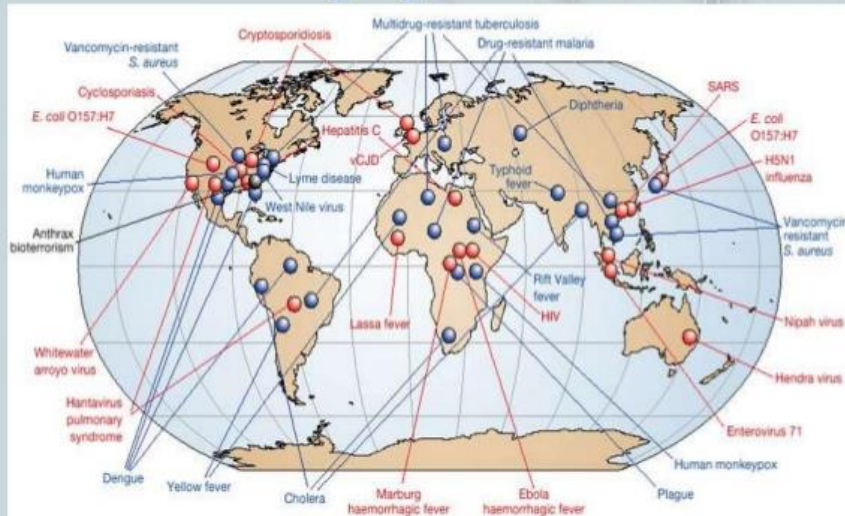 Multidrug-resistant tuberculosis
Cryptosporidiosis
Drug-resistant malaria
Vancomycin-resistant
S. aureus
SARS
Cyclosporiasis
Diphtheria
E. coli
O157:H7
E. coli O157:H7
Hepatitis C
H5N1
influenza
vCJD
Typhoid
fever
Human
monkeypox
Lyme disease
West Nile virus
Vancomycin
resistant
S. aureus
Anthrax
bioterrorism
Rift Valley
fever
HIV
Nipah virus
Lassa fever
Whitewater
arroyo virus
Hendra virus
Hantavirus
pulmonary
syndrome
Enterovirus 71
Human monkeypox
Dengue
Yellow fever
Cholera
Marburg
haemorrhagic fever
Ebola
haemorrhagic fever
Plague